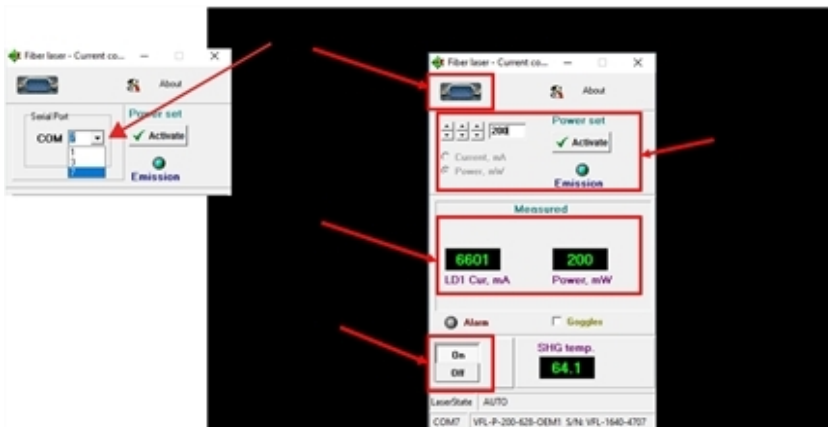 Fiber laser - Current co...
About
Serial Port
COM
1
3
7
Power set
Activate
Emission
Fiber laser - Current co...
About
200
Power set
Activate
Current, mA
Power, mW
Emission
Measured
6601
200
LD1 Cur, mA
Power, mW
Alarm
Goggles
On
Off
SHG temp.
64.1
LaserState AUTO
COM7 VFL-P-200-628-OEM1 S/N: VFL-1640-4707